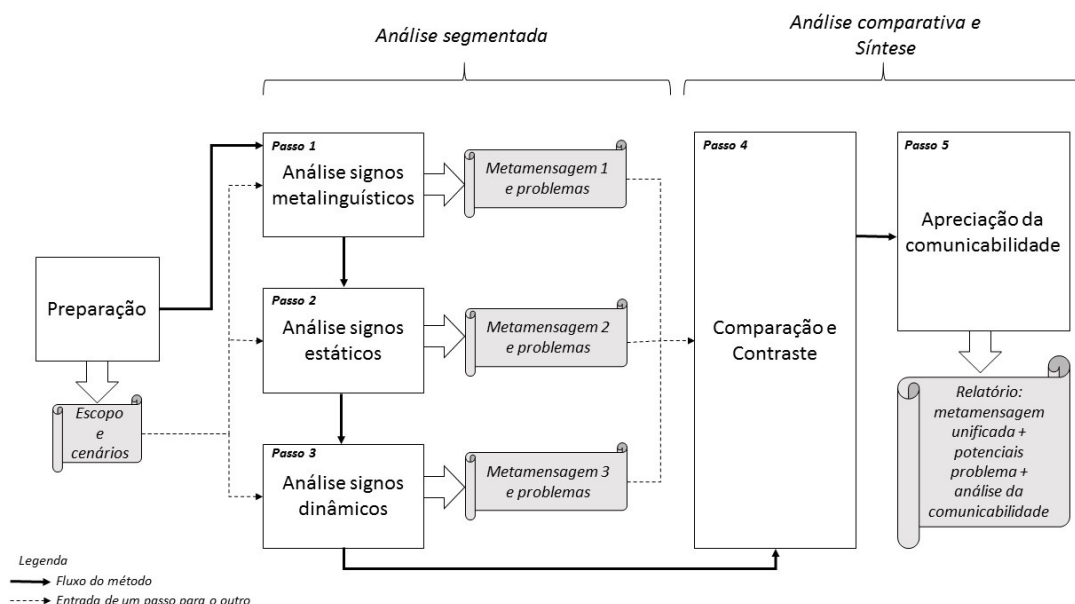 Análise segmentada
Análise comparativa e
Síntese
Passo 1
Análise signos
metalinguísticos
Metamensagem 1
e problemas
Passo 2
Análise signos
estáticos
Metamensagem 2
e problemas
Passo 3
Análise signos
dinâmicos
Metamensagem 3
e problemas
Preparação
Escopo
e
cenários
Passo 4
Comparação e
Contraste
Passo 5
Apreciação da
comunicabilidade
Relatório:
metamensagem
unificada +
potenciais
problema +
análise da
comunicabilidade
Legenda
Fluxo do método
Entrada de um passo para o outro